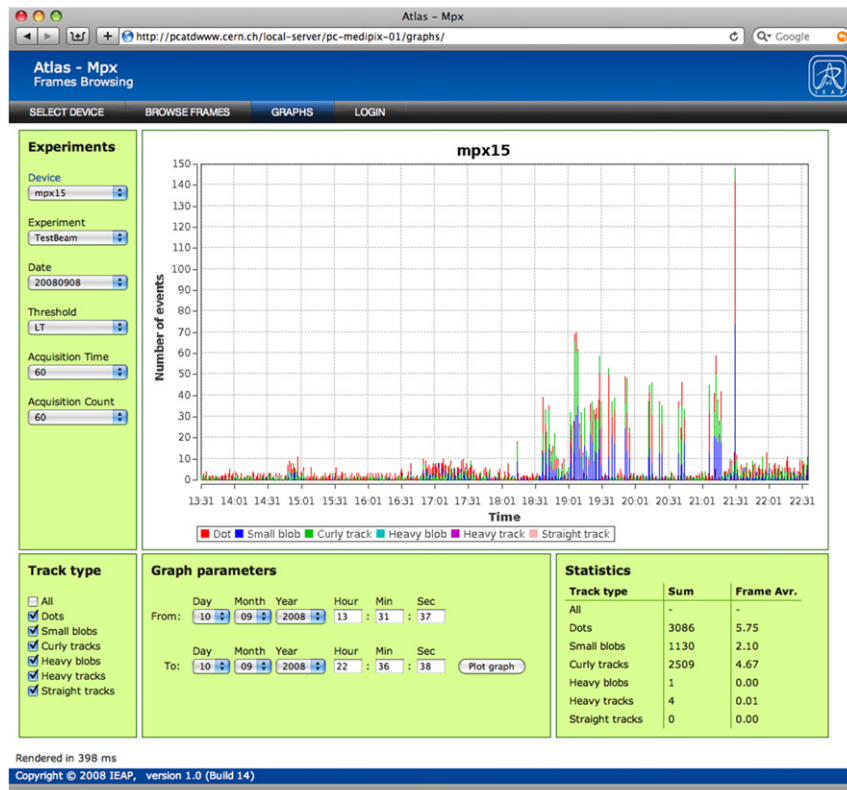 Atlas - Mpx
http://pcatdwww.cern.ch/local-server/pc-medipix-01/graphs/
Google
Atlas - Mpx
Frames Browsing
IEAP
SELECT DEVICE BROWSE FRAMES GRAPHS LOGIN
Experiments
Device
mpx15
Experiment
TestBeam
Date
20080908
Threshold
LT
Acquisition Time
60
Acquisition Count
60
mpx15
Number of events
150
140
130
120
110
100
90
80
70
60
50
40
30
20
10
0
13:31 14:01 14:31 15:01 15:31 16:01 16:31 17:01 17:31 18:01 18:31 19:01 19:31 20:01 20:31 21:01 21:31 22:01 22:31
Time
Dot Small blob Curly track Heavy blob Heavy track Straight track
Track type
All
Dots
Small blobs
Curly tracks
Heavy blobs
Heavy tracks
Straight tracks
Graph parameters
Day Month Year Hour Min Sec
From: 10 09 2008 13 : 31 : 37
Day Month Year Hour Min Sec
To: 10 09 2008 22 : 36 : 38 Plot graph
Statistics
Track type Sum Frame Avr.
All - -
Dots 3086 5.75
Small blobs 1130 2.10
Curly tracks 2509 4.67
Heavy blobs 1 0.00
Heavy tracks 4 0.01
Straight tracks 0 0.00
Rendered in 398 ms
Copyright © 2008 IEAP, version 1.0 (Build 14)